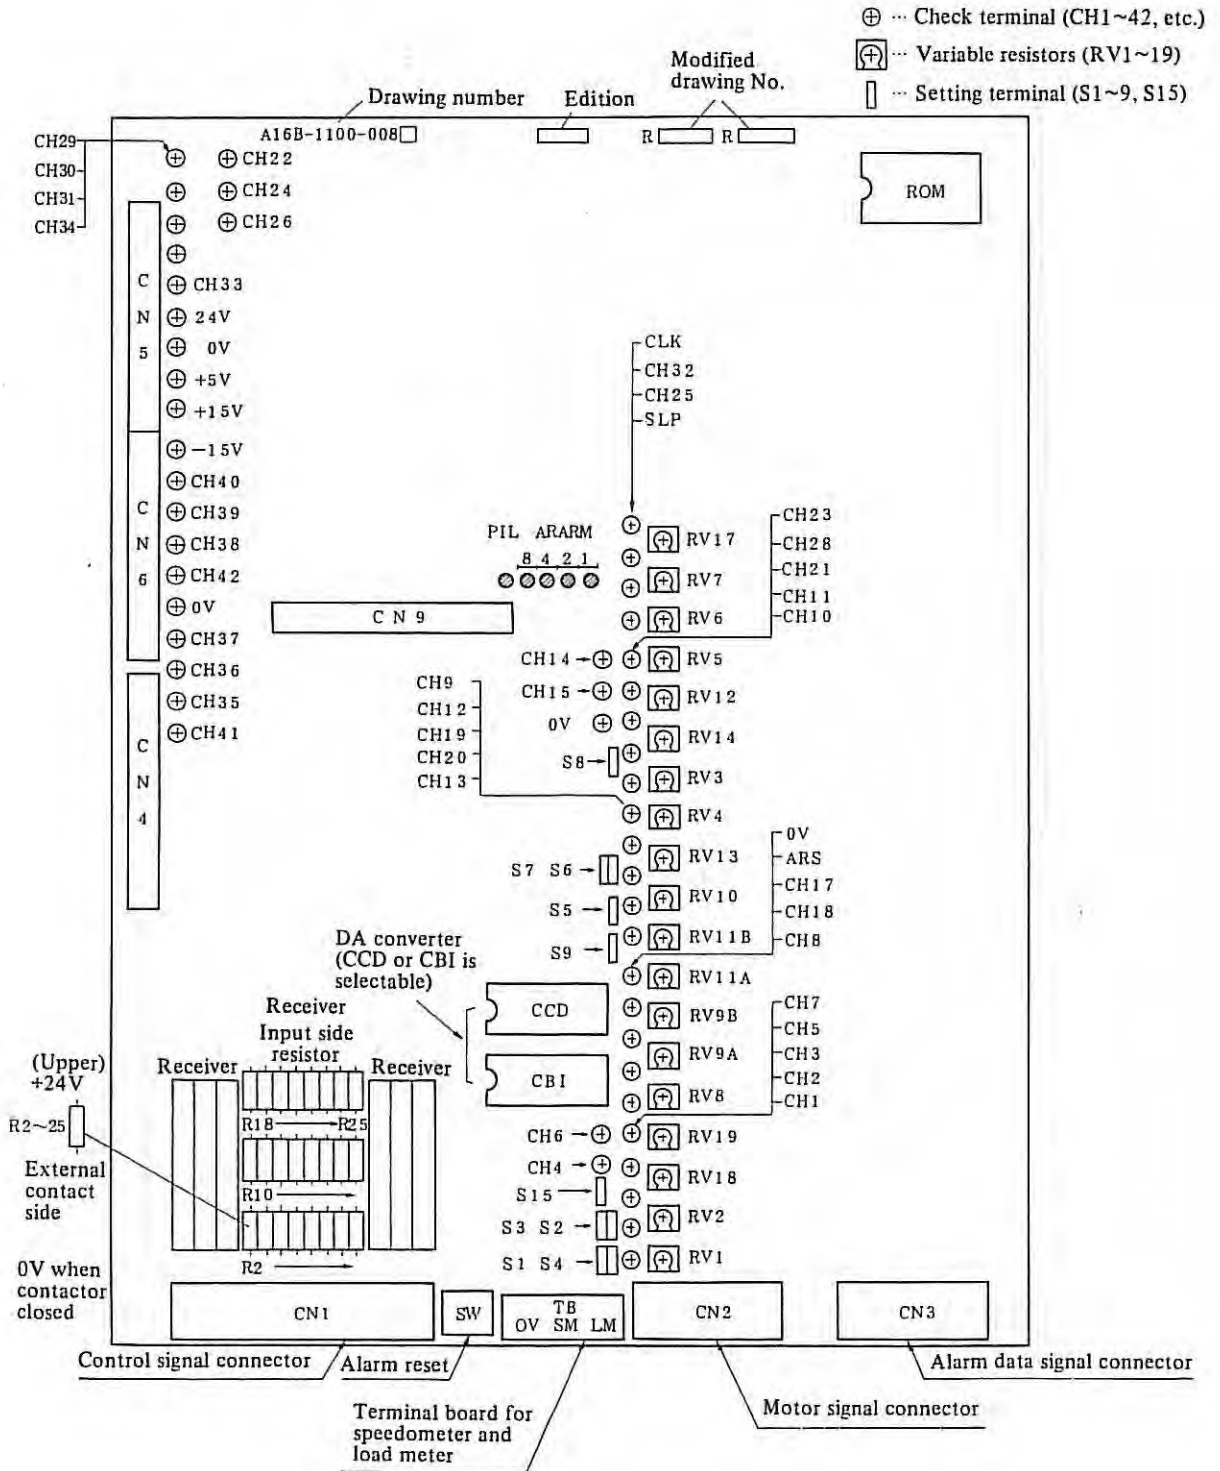 ⊕ ··· Check terminal (CH1~42, etc.)
··· Variable resistors (RV1~19)
··· Setting terminal (S1~9, S15)
Modified
drawing No.
Drawing number
Edition
A16B-1100-008□
R
R
CH29
CH30
CH31
CH34
CH22
CH24
CH26
ROM
CH33
24V
0V
+5V
+15V
-15V
CH40
CH39
CH38
CH42
0V
CH37
CH36
CH35
CH41
C
N
5
C
N
6
C
N
4
CLK
CH32
CH25
SLP
PIL ARARM
8 4 2 1
C N 9
CH23
CH28
CH21
CH11
CH10
RV17
RV7
RV6
RV5
RV12
RV14
RV3
RV4
RV13
RV10
RV11B
RV11A
RV9B
RV9A
RV8
RV19
RV18
RV2
RV1
CH14
CH15
0V
S8
CH9
CH12
CH19
CH20
CH13
S7 S6
S5
S9
0V
ARS
CH17
CH18
CH8
DA converter
(CCD or CBI is
selectable)
CCD
CBI
CH7
CH5
CH3
CH2
CH1
CH6
CH4
S15
S3 S2
S1 S4
Receiver
Input side
resistor
Receiver
Receiver
R18
R25
R10
R2
(Upper)
+24V
R2~25
External
contact
side
0V when
contactor
closed
CN1
SW
TB
OV SM LM
CN2
CN3
Control signal connector
Alarm reset
Alarm data signal connector
Motor signal connector
Terminal board for
speedometer and
load meter